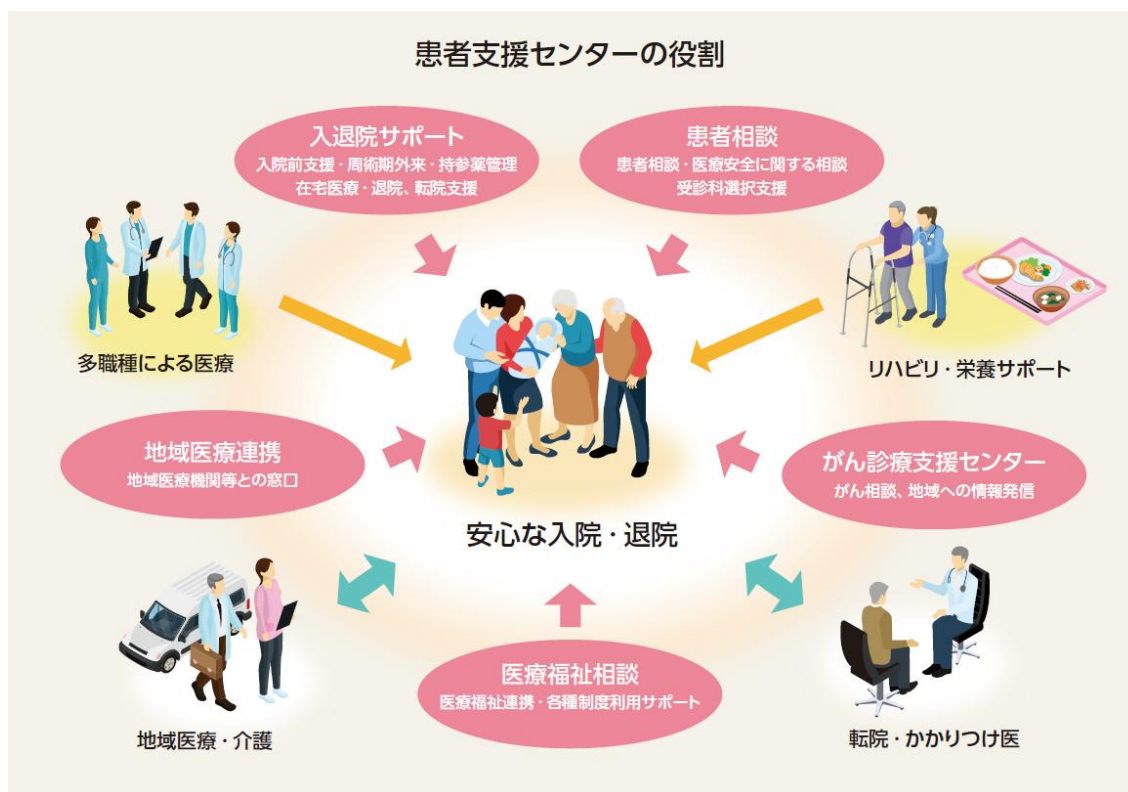 患者支援センターの役割
入退院サポート
入院前支援・周術期外来・持参薬管理
在宅医療・退院、転院支援
患者相談
患者相談・医療安全に関する相談
受診科選択支援
多職種による医療
リハビリ・栄養サポート
地域医療連携
地域医療機関等との窓口
がん診療支援センター
がん相談、地域への情報発信
安心な入院・退院
医療福祉相談
医療福祉連携・各種制度利用サポート
地域医療・介護
転院・かかりつけ医